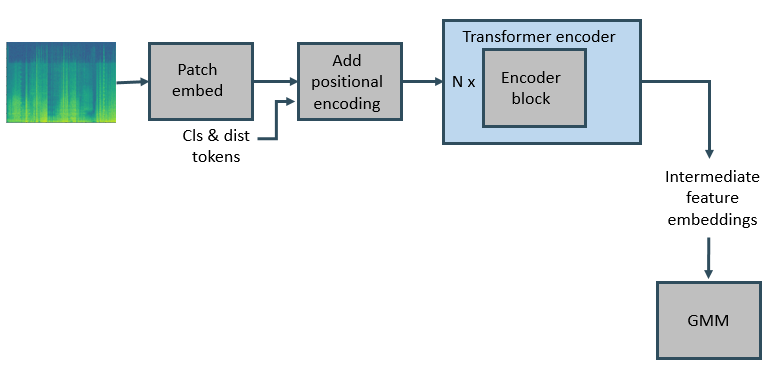 Patch
embed
Cls & dist
tokens
Add
positional
encoding
Transformer encoder
N x
Encoder
block
Intermediate
feature
embeddings
GMM